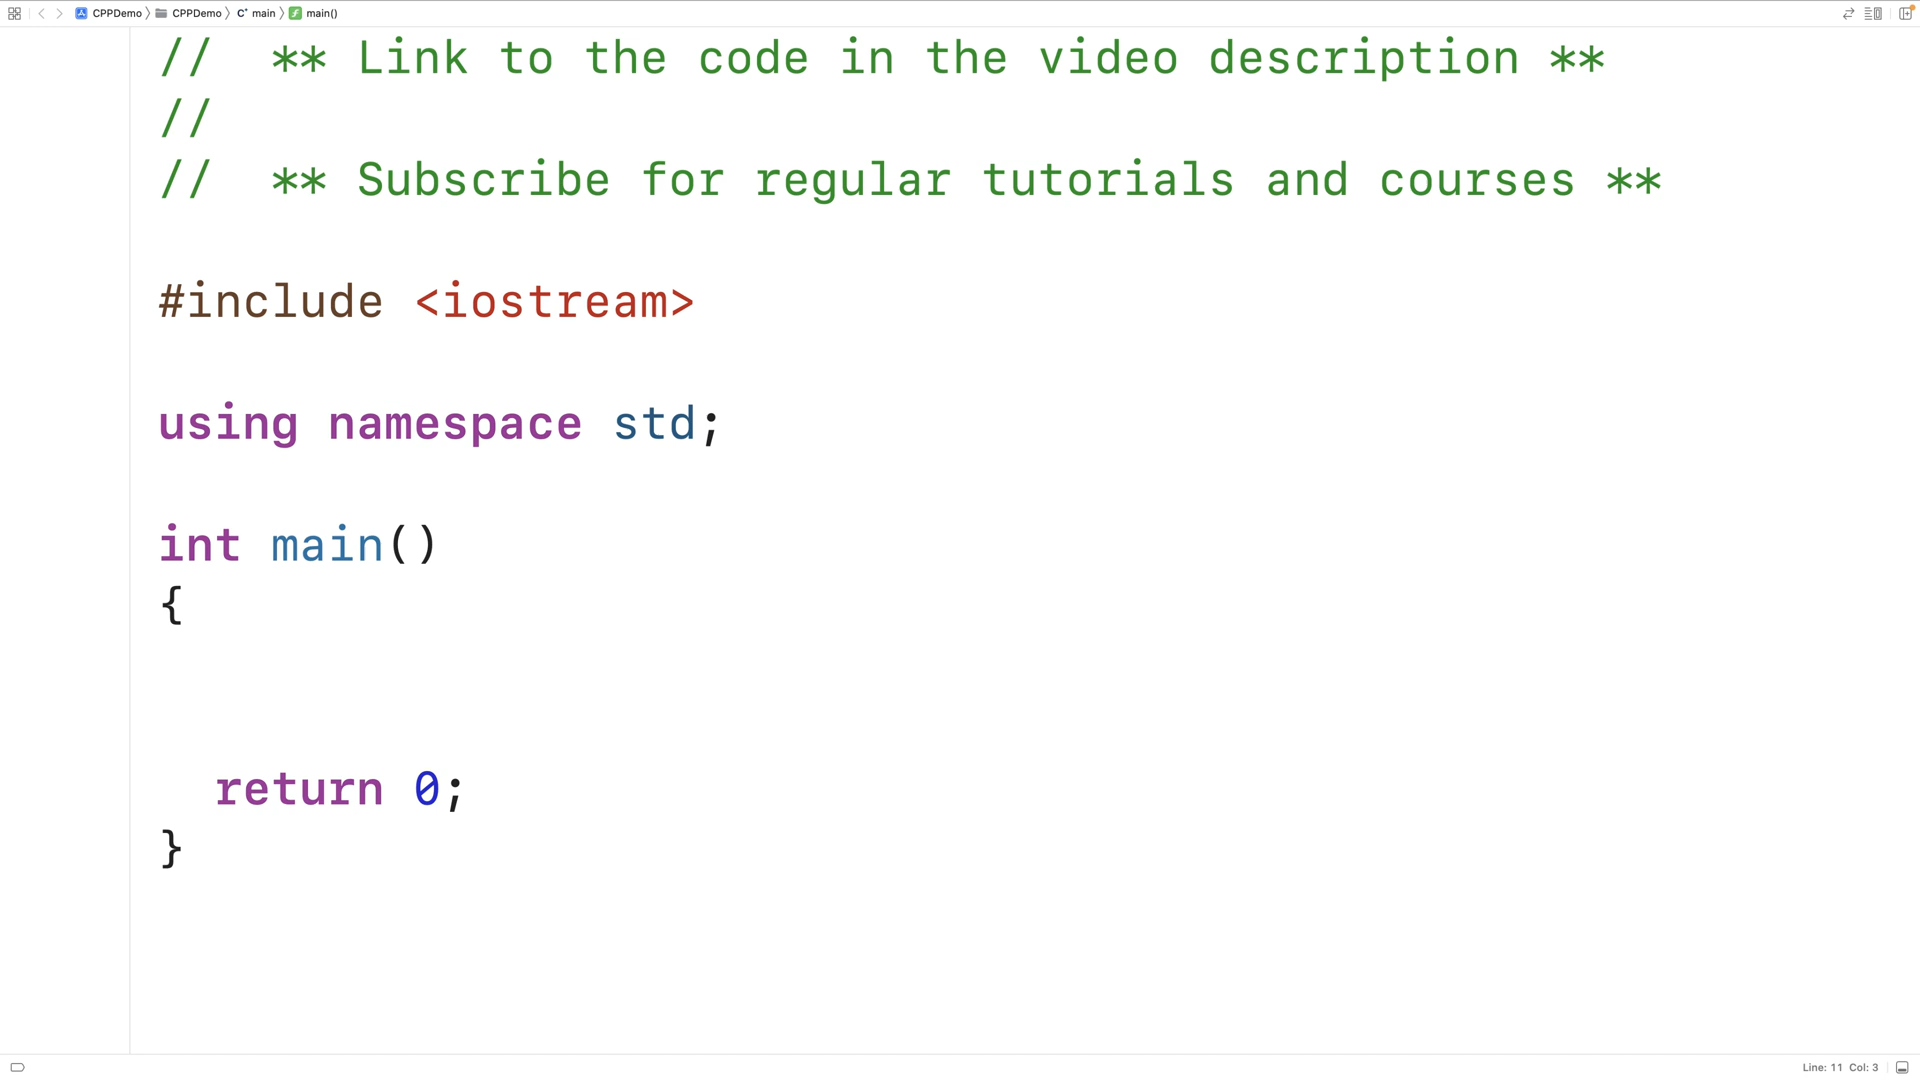 CPPDemo 〉 CPPDemo 〉 C⁺ main 〉 f main()
// ** Link to the code in the video description **
//
// ** Subscribe for regular tutorials and courses **
#include <iostream>
using namespace std;
int main()
{
return 0;
}
Line: 11 Col: 3